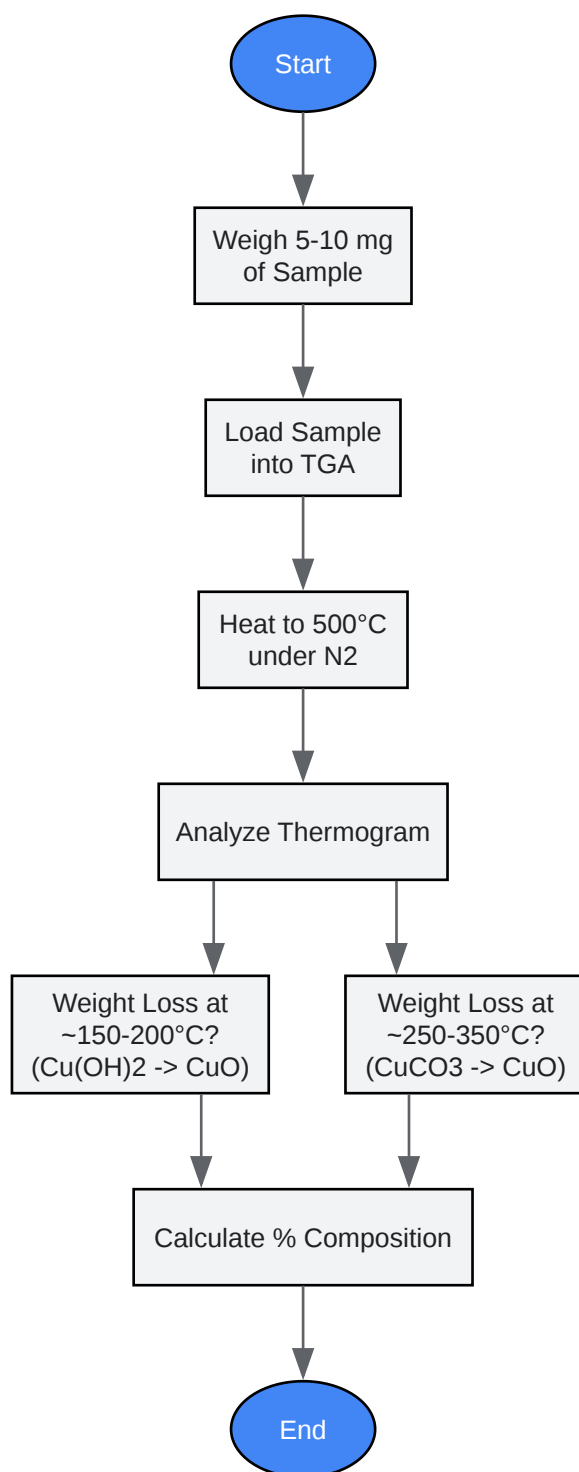 Start
Weigh 5-10 mg
of Sample
Load Sample
into TGA
Heat to 500°C
under N2
Analyze Thermogram
Weight Loss at
~150-200°C?
(Cu(OH)2 -> CuO)
Weight Loss at
~250-350°C?
(CuCO3 -> CuO)
Calculate % Composition
End